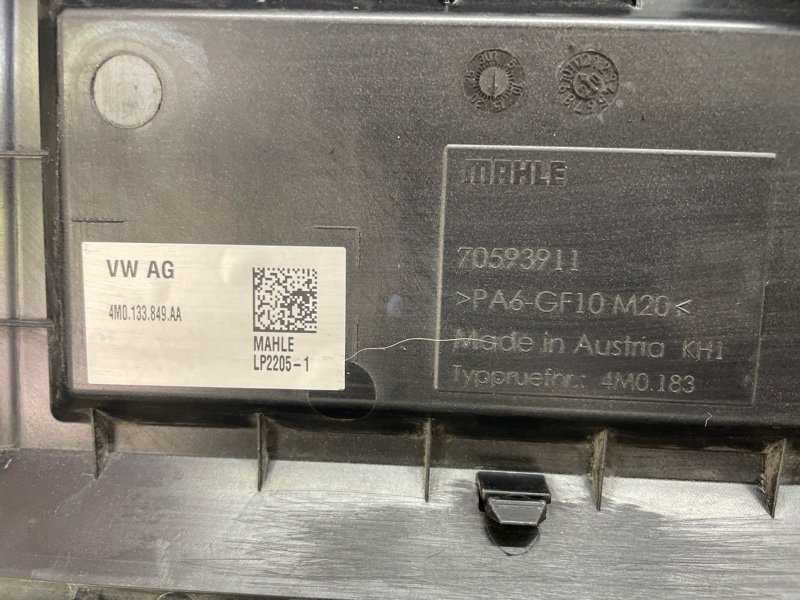 MAHLE
70593911
>PA6-GF10 M20<
Made in Austria KH1
Typpruefnr.: 4M0.183
VW AG
4M0.133.849.AA
MAHLE
LP2205-1